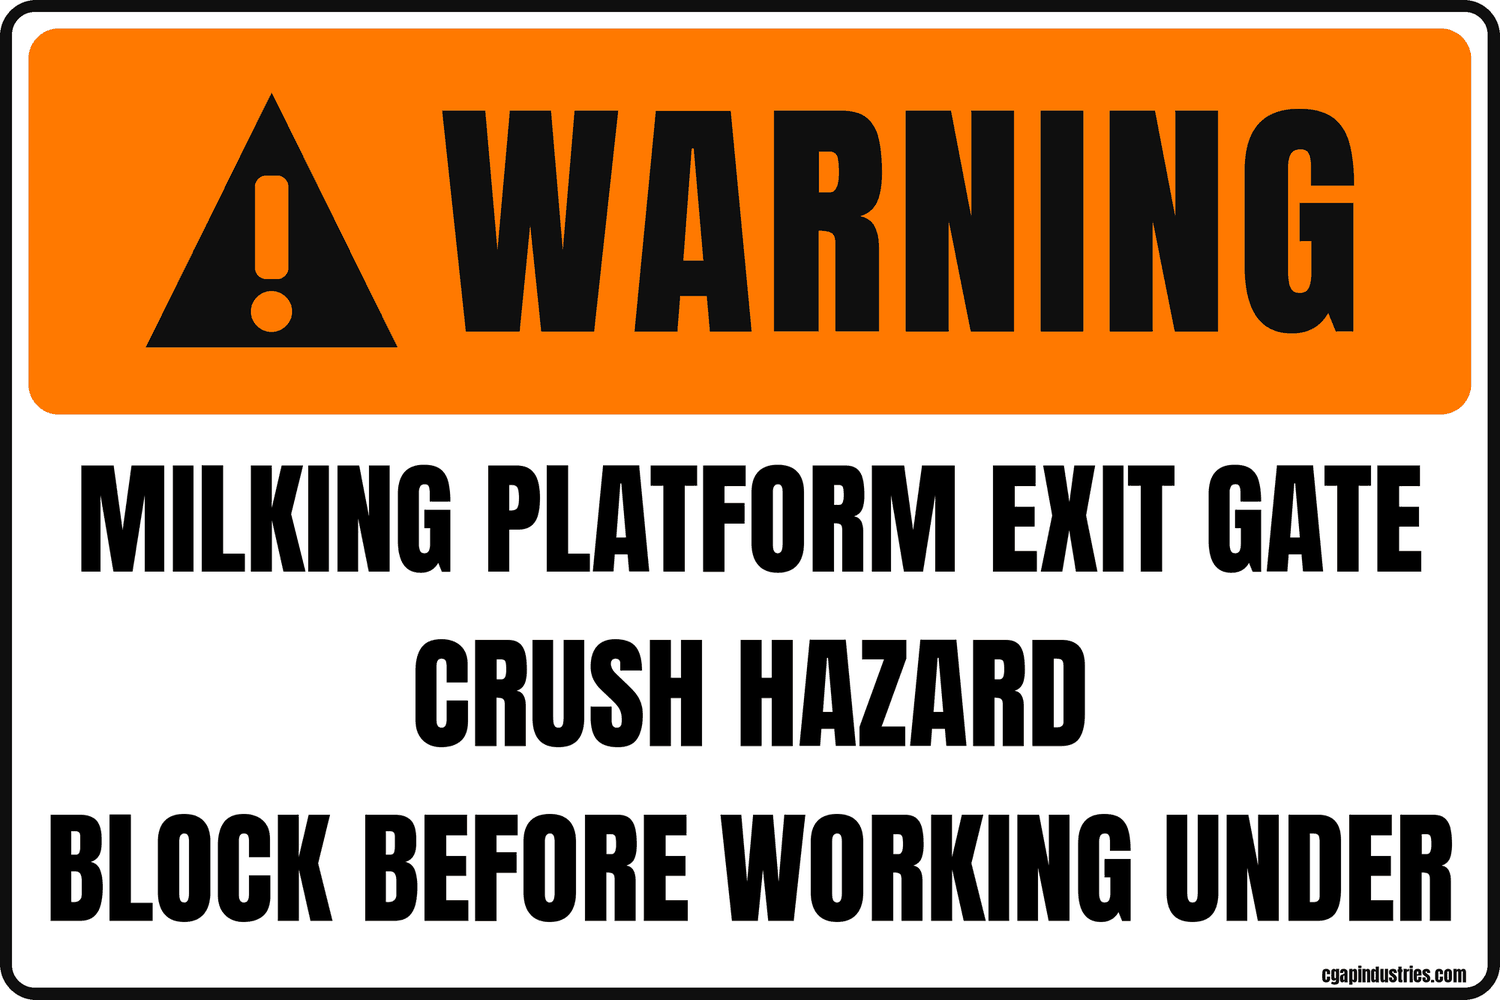 WARNING
MILKING PLATFORM EXIT GATE
CRUSH HAZARD
BLOCK BEFORE WORKING UNDER
cgapindustries.com